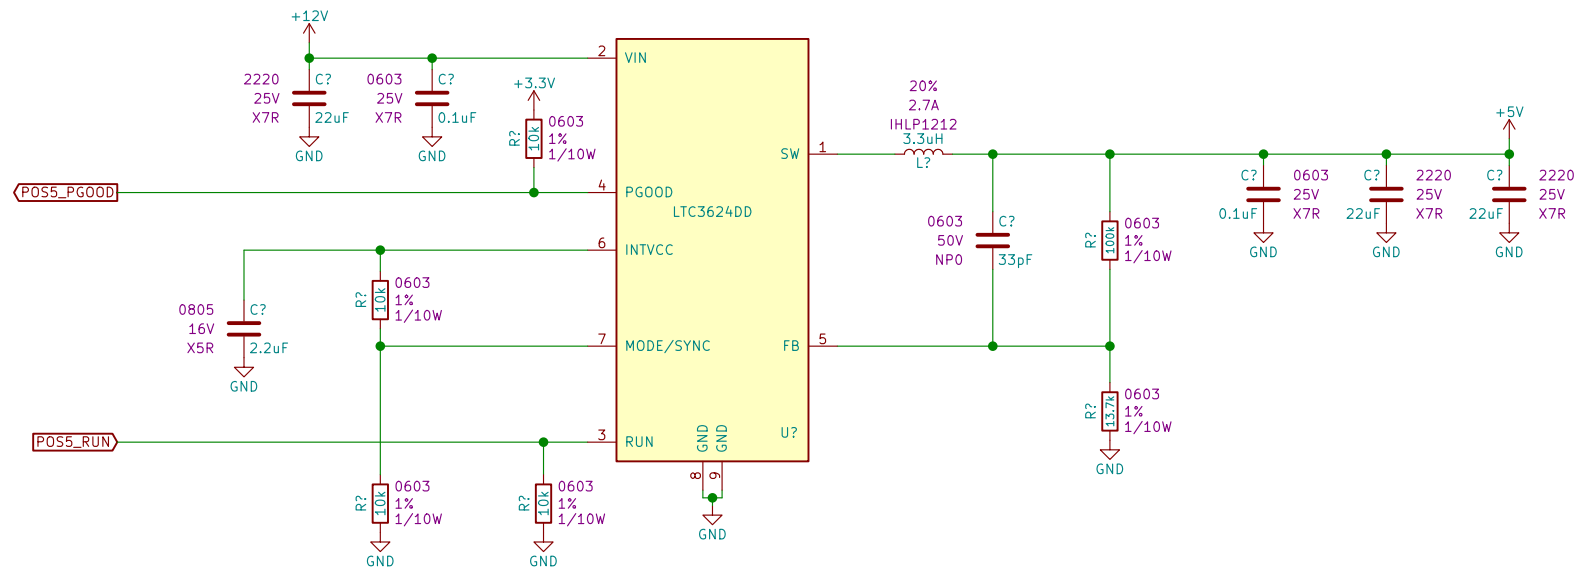 +12V
2220
25V
X7R
C?
22uF
GND
0603
25V
X7R
C?
0.1uF
GND
+3.3V
R?
10k
0603
1%
1/10W
POS5_PGOOD
2
VIN
4
PGOOD
LTC3624DD
6
INTVCC
7
MODE/SYNC
3
RUN
SW
1
FB
5
U?
GND
GND
8
9
GND
0805
16V
X5R
C?
2.2uF
GND
R?
10k
0603
1%
1/10W
POS5_RUN
R?
10k
0603
1%
1/10W
GND
R?
10k
0603
1%
1/10W
GND
20%
2.7A
IHLP1212
3.3uH
L?
0603
50V
NP0
C?
33pF
R?
100k
0603
1%
1/10W
R?
13.7k
0603
1%
1/10W
GND
C?
0.1uF
0603
25V
X7R
GND
C?
22uF
2220
25V
X7R
GND
+5V
C?
22uF
2220
25V
X7R
GND